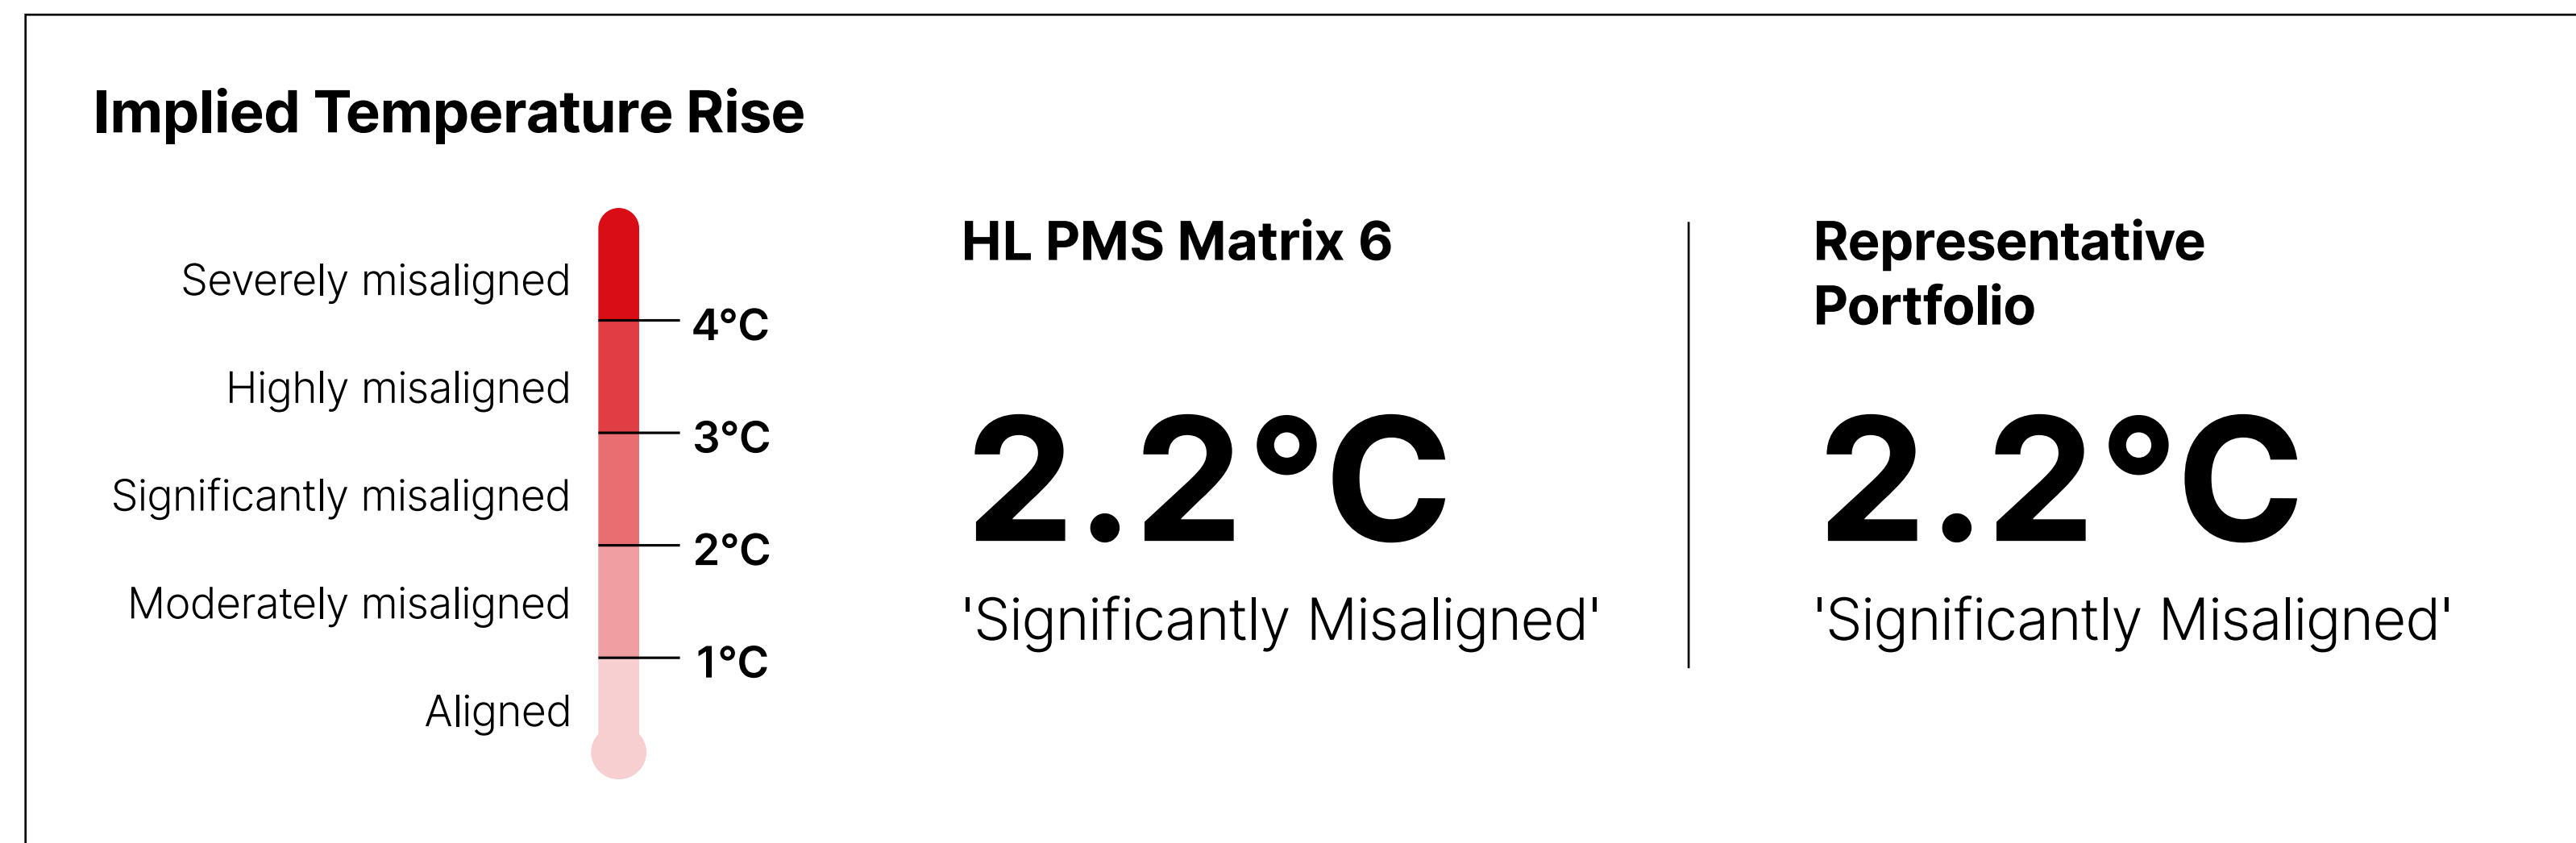 Implied Temperature Rise
Severely misaligned
4°C
Highly misaligned
3°C
Significantly misaligned
2°C
Moderately misaligned
1°C
Aligned
HL PMS Matrix 6
2.2°C
'Significantly Misaligned'
Representative
Portfolio
2.2°C
'Significantly Misaligned'